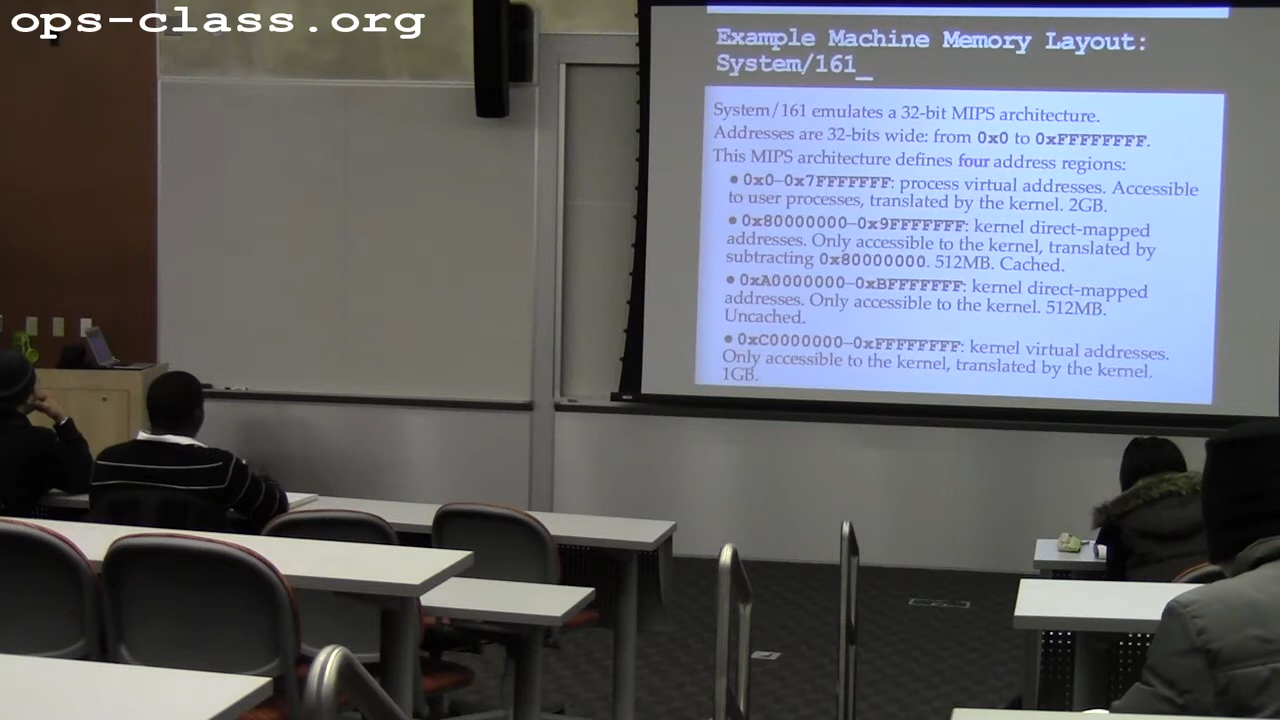 ops-class.org
Example Machine Memory Layout:
System/161_
System/161 emulates a 32-bit MIPS architecture.
Addresses are 32-bits wide: from 0x0 to 0xFFFFFFFF.
This MIPS architecture defines four address regions:
● 0x0–0x7FFFFFFF: process virtual addresses. Accessible
to user processes, translated by the kernel. 2GB.
● 0x80000000–0x9FFFFFFF: kernel direct-mapped
addresses. Only accessible to the kernel, translated by
subtracting 0x80000000. 512MB. Cached.
● 0xA0000000–0xBFFFFFFF: kernel direct-mapped
addresses. Only accessible to the kernel. 512MB.
Uncached.
● 0xC0000000–0xFFFFFFFF: kernel virtual addresses.
Only accessible to the kernel, translated by the kernel.
1GB.